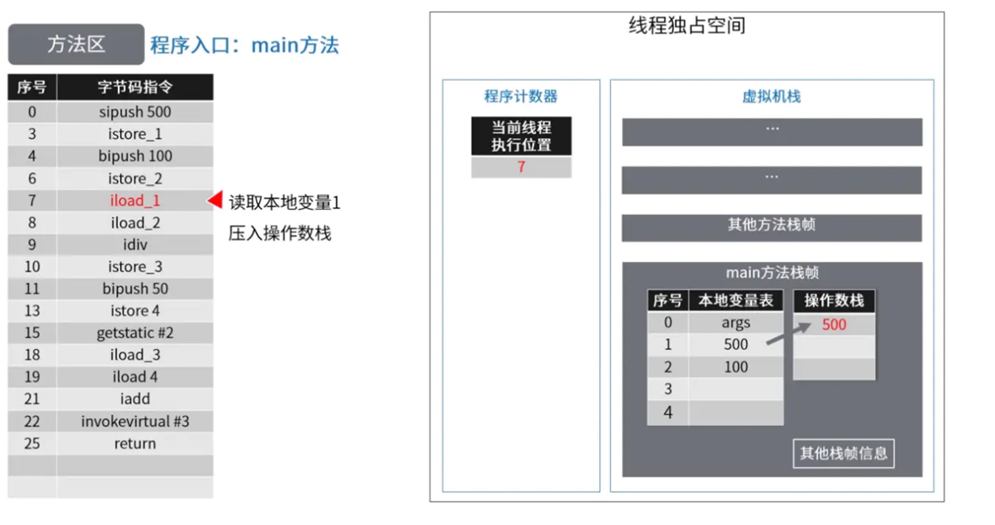 方法区 程序入口：main方法
序号 字节码指令
0 sipush 500
3 istore_1
4 bipush 100
6 istore_2
7 iload_1
8 iload_2
9 idiv
10 istore_3
11 bipush 50
13 istore 4
15 getstatic #2
18 iload_3
19 iload 4
21 iadd
22 invokevirtual #3
25 return
读取本地变量1
压入操作数栈
线程独占空间
程序计数器
当前线程
执行位置
7
虚拟机栈
...
...
其他方法栈帧
main方法栈帧
序号 本地变量表 操作数栈
0 args 500
1 500
2 100
3
4
其他栈帧信息